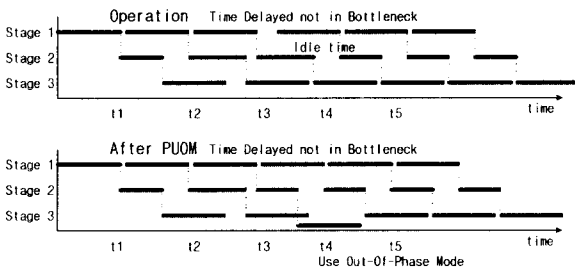 Operation Time Delayed not in Bottleneck
Stage 1
Idle time
Stage 2
Stage 3
t1 t2 t3 t4 t5 time
After PUOM Time Delayed not in Bottleneck
Stage 1
Stage 2
Stage 3
t1 t2 t3 t4 t5 time
Use Out-Of-Phase Mode